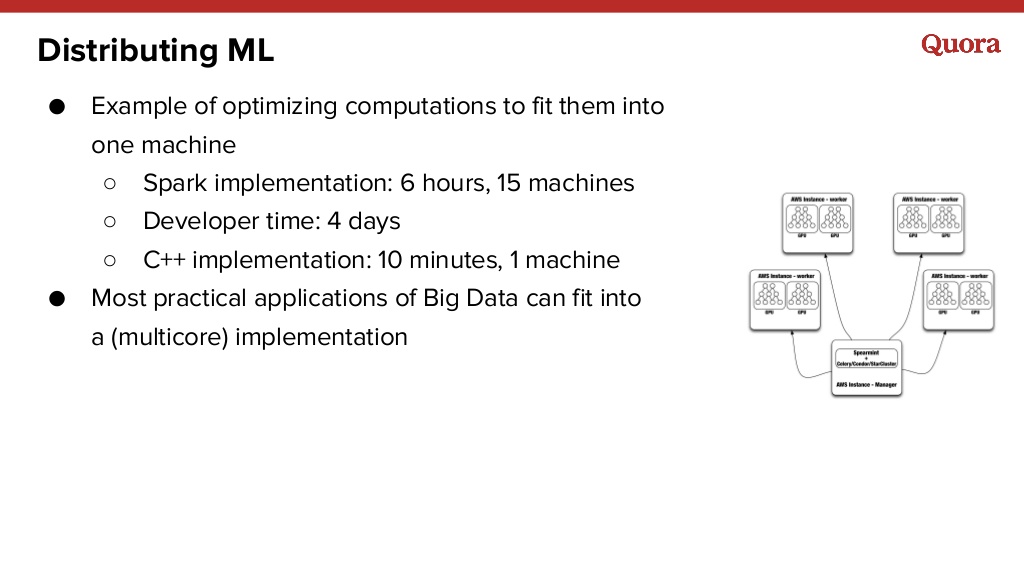 Distributing ML
Quora
● Example of optimizing computations to fit them into
one machine
○ Spark implementation: 6 hours, 15 machines
○ Developer time: 4 days
○ C++ implementation: 10 minutes, 1 machine
● Most practical applications of Big Data can fit into
a (multicore) implementation
AWS Instance - worker
GPU GPU
AWS Instance - worker
GPU GPU
AWS Instance - worker
GPU GPU
AWS Instance - worker
GPU GPU
Spearmint
+
Celery/Condor/StarCluster
AWS Instance - Manager